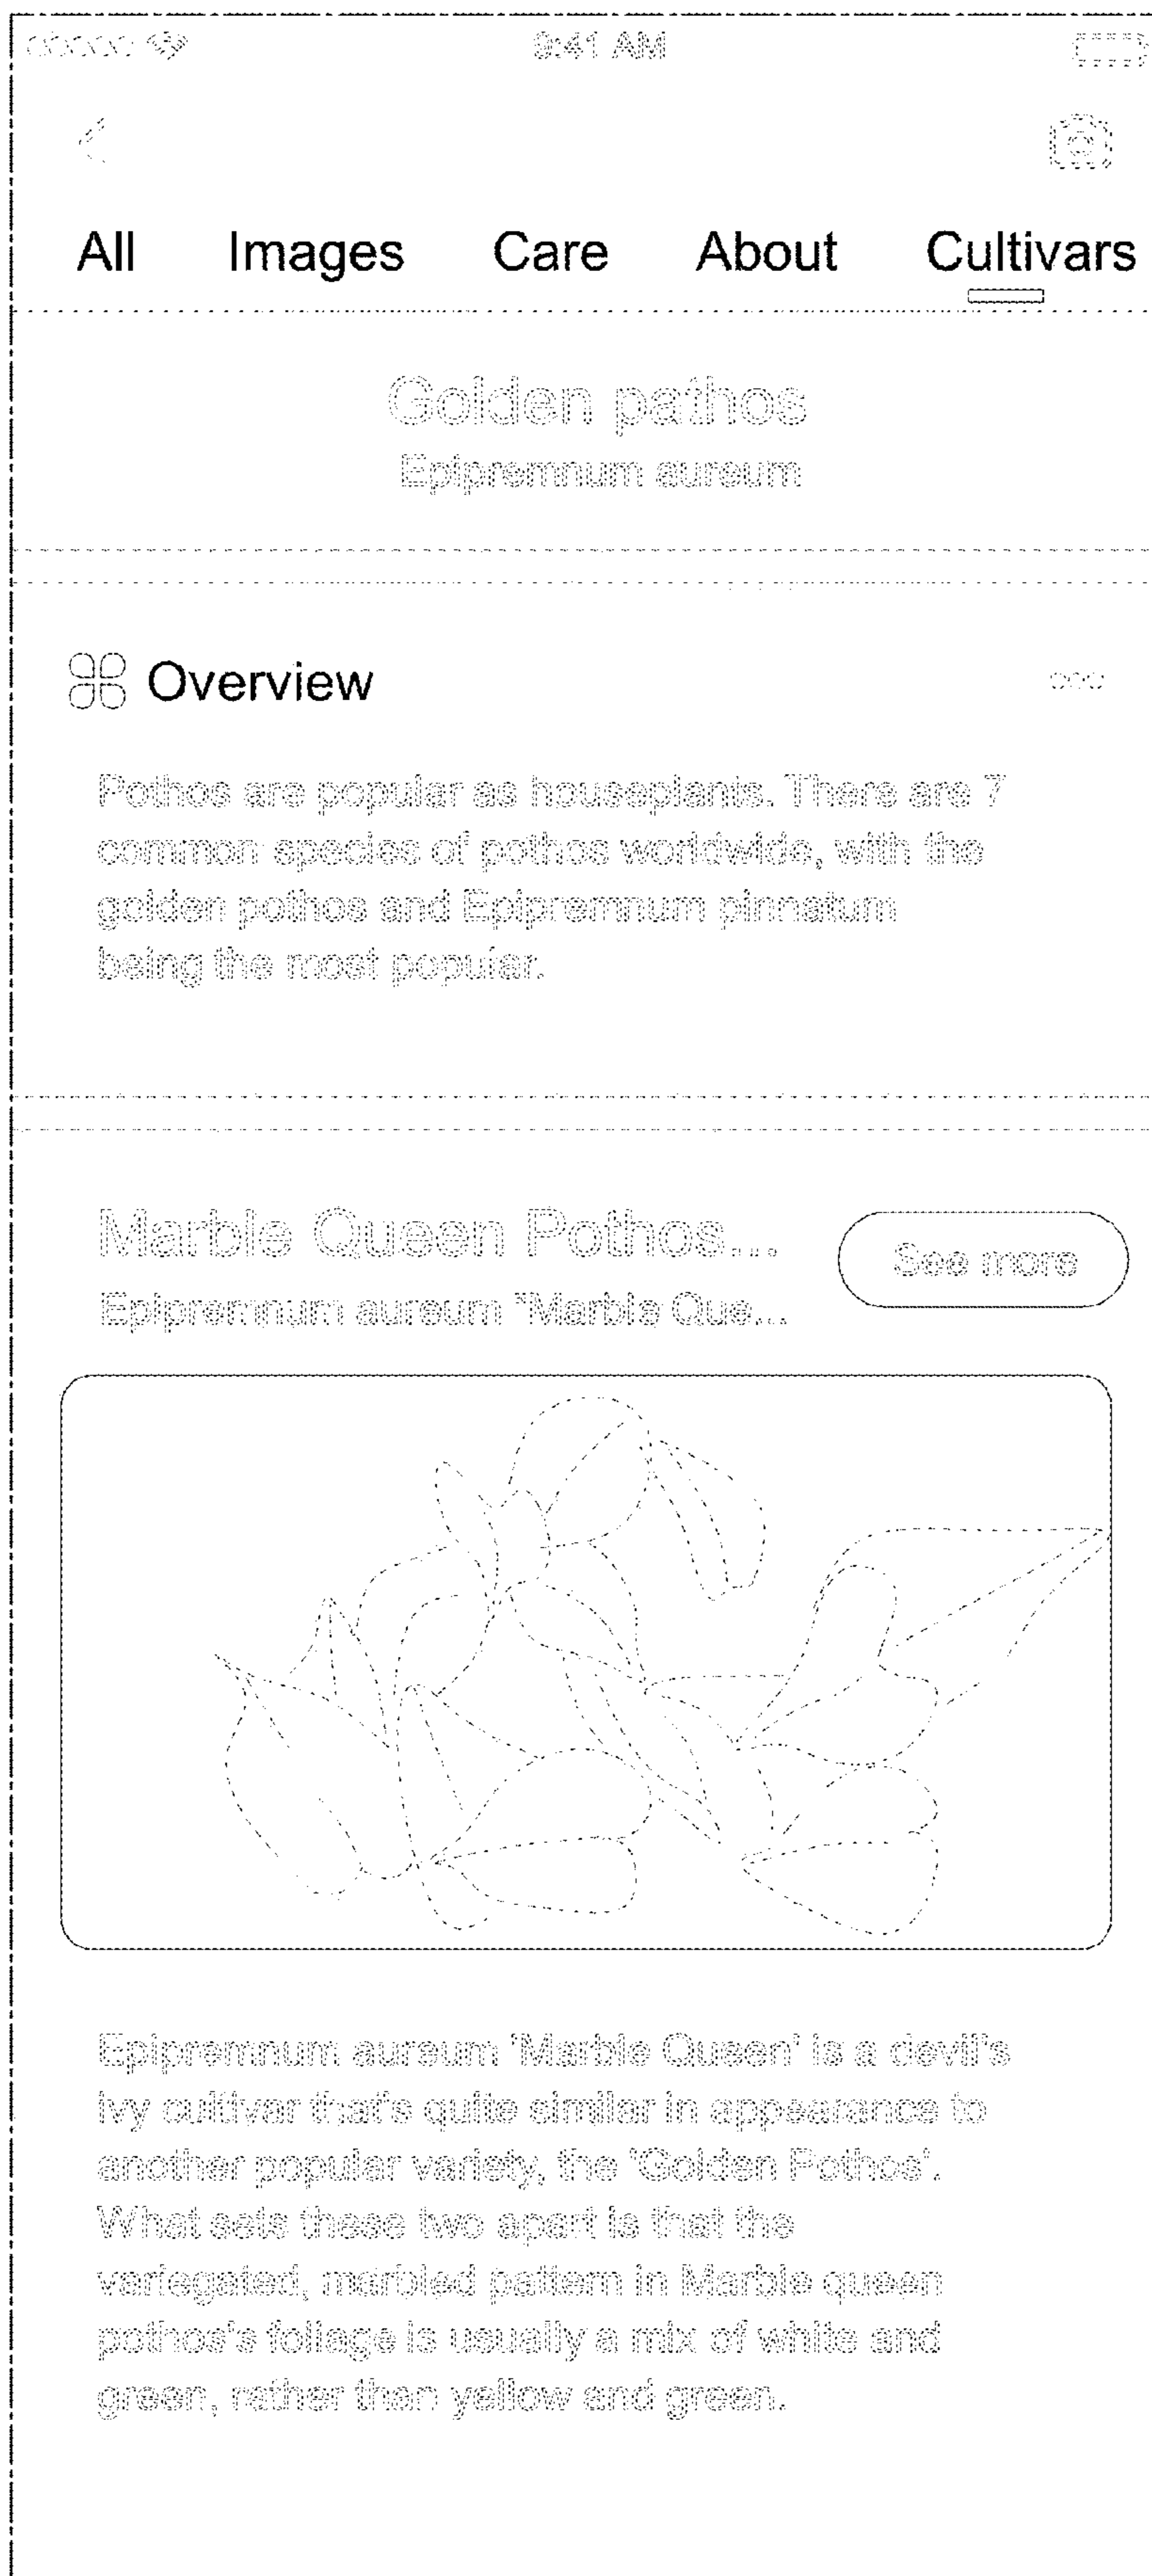 9:41 AM
All Images Care About Cultivars
Golden pathos
Epipremnum aureum
Overview
Pothos are popular as houseplants. There are 7
common species of pothos worldwide, with the
golden pothos and Epipremnum pinnatum
being the most popular.
Marble Queen Pothos...
See more
Epipremnum aureum 'Marble Que...
Epipremnum aureum 'Marble Queen' is a devil's
ivy cultivar that's quite similar in appearance to
another popular variety, the 'Golden Pothos'.
What sets these two apart is that the
variegated, marbled pattern in Marble queen
pothos's foliage is usually a mix of white and
green, rather than yellow and green.